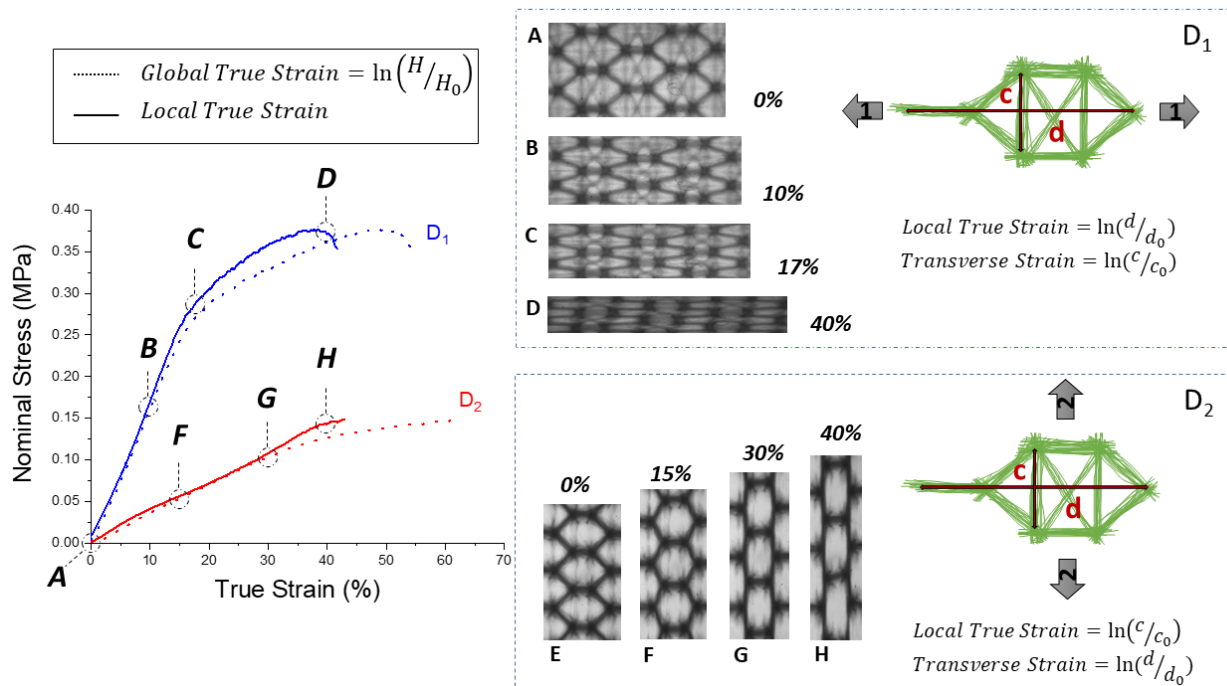 Global True Strain = ln(H/H₀)
Local True Strain
Nominal Stress (MPa)
0.40
0.35
0.30
0.25
0.20
0.15
0.10
0.05
0.00
0 10 20 30 40 50 60 70
True Strain (%)
A
B
C
D
F
G
H
D₁
D₂
D₁
A
0%
B
10%
C
17%
D
40%
1
c
d
1
Local True Strain = ln(d/d₀)
Transverse Strain = ln(c/c₀)
D₂
0%
15%
30%
40%
E F G H
2
c
d
2
Local True Strain = ln(c/c₀)
Transverse Strain = ln(d/d₀)